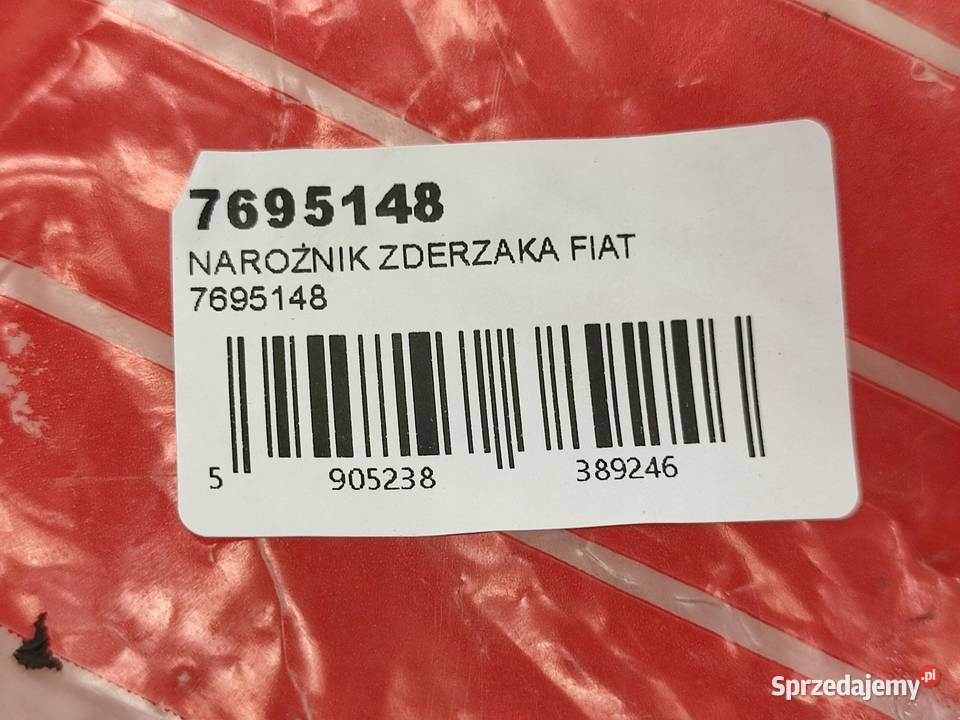 7695148
NAROŻNIK ZDERZAKA FIAT
7695148
5 905238 389246
Sprzedajemy.pl